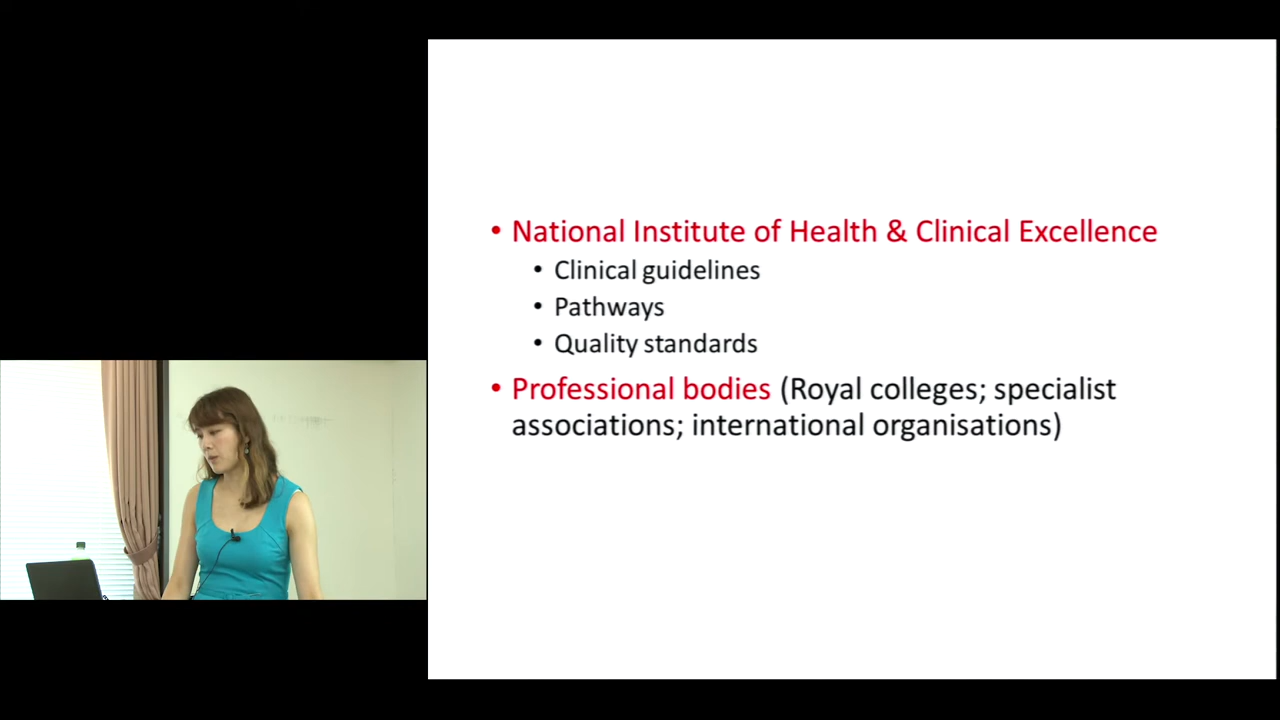 • National Institute of Health & Clinical Excellence
• Clinical guidelines
• Pathways
• Quality standards
• Professional bodies (Royal colleges; specialist
associations; international organisations)